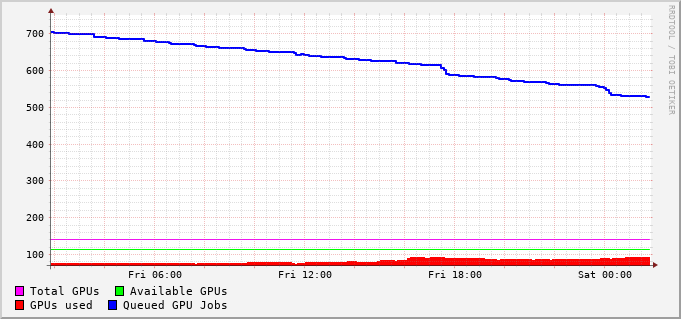 700
600
500
400
300
200
100
Fri 06:00 Fri 12:00 Fri 18:00 Sat 00:00
Total GPUs Available GPUs
GPUs used Queued GPU Jobs
RRDTOOL / TOBI OETIKER